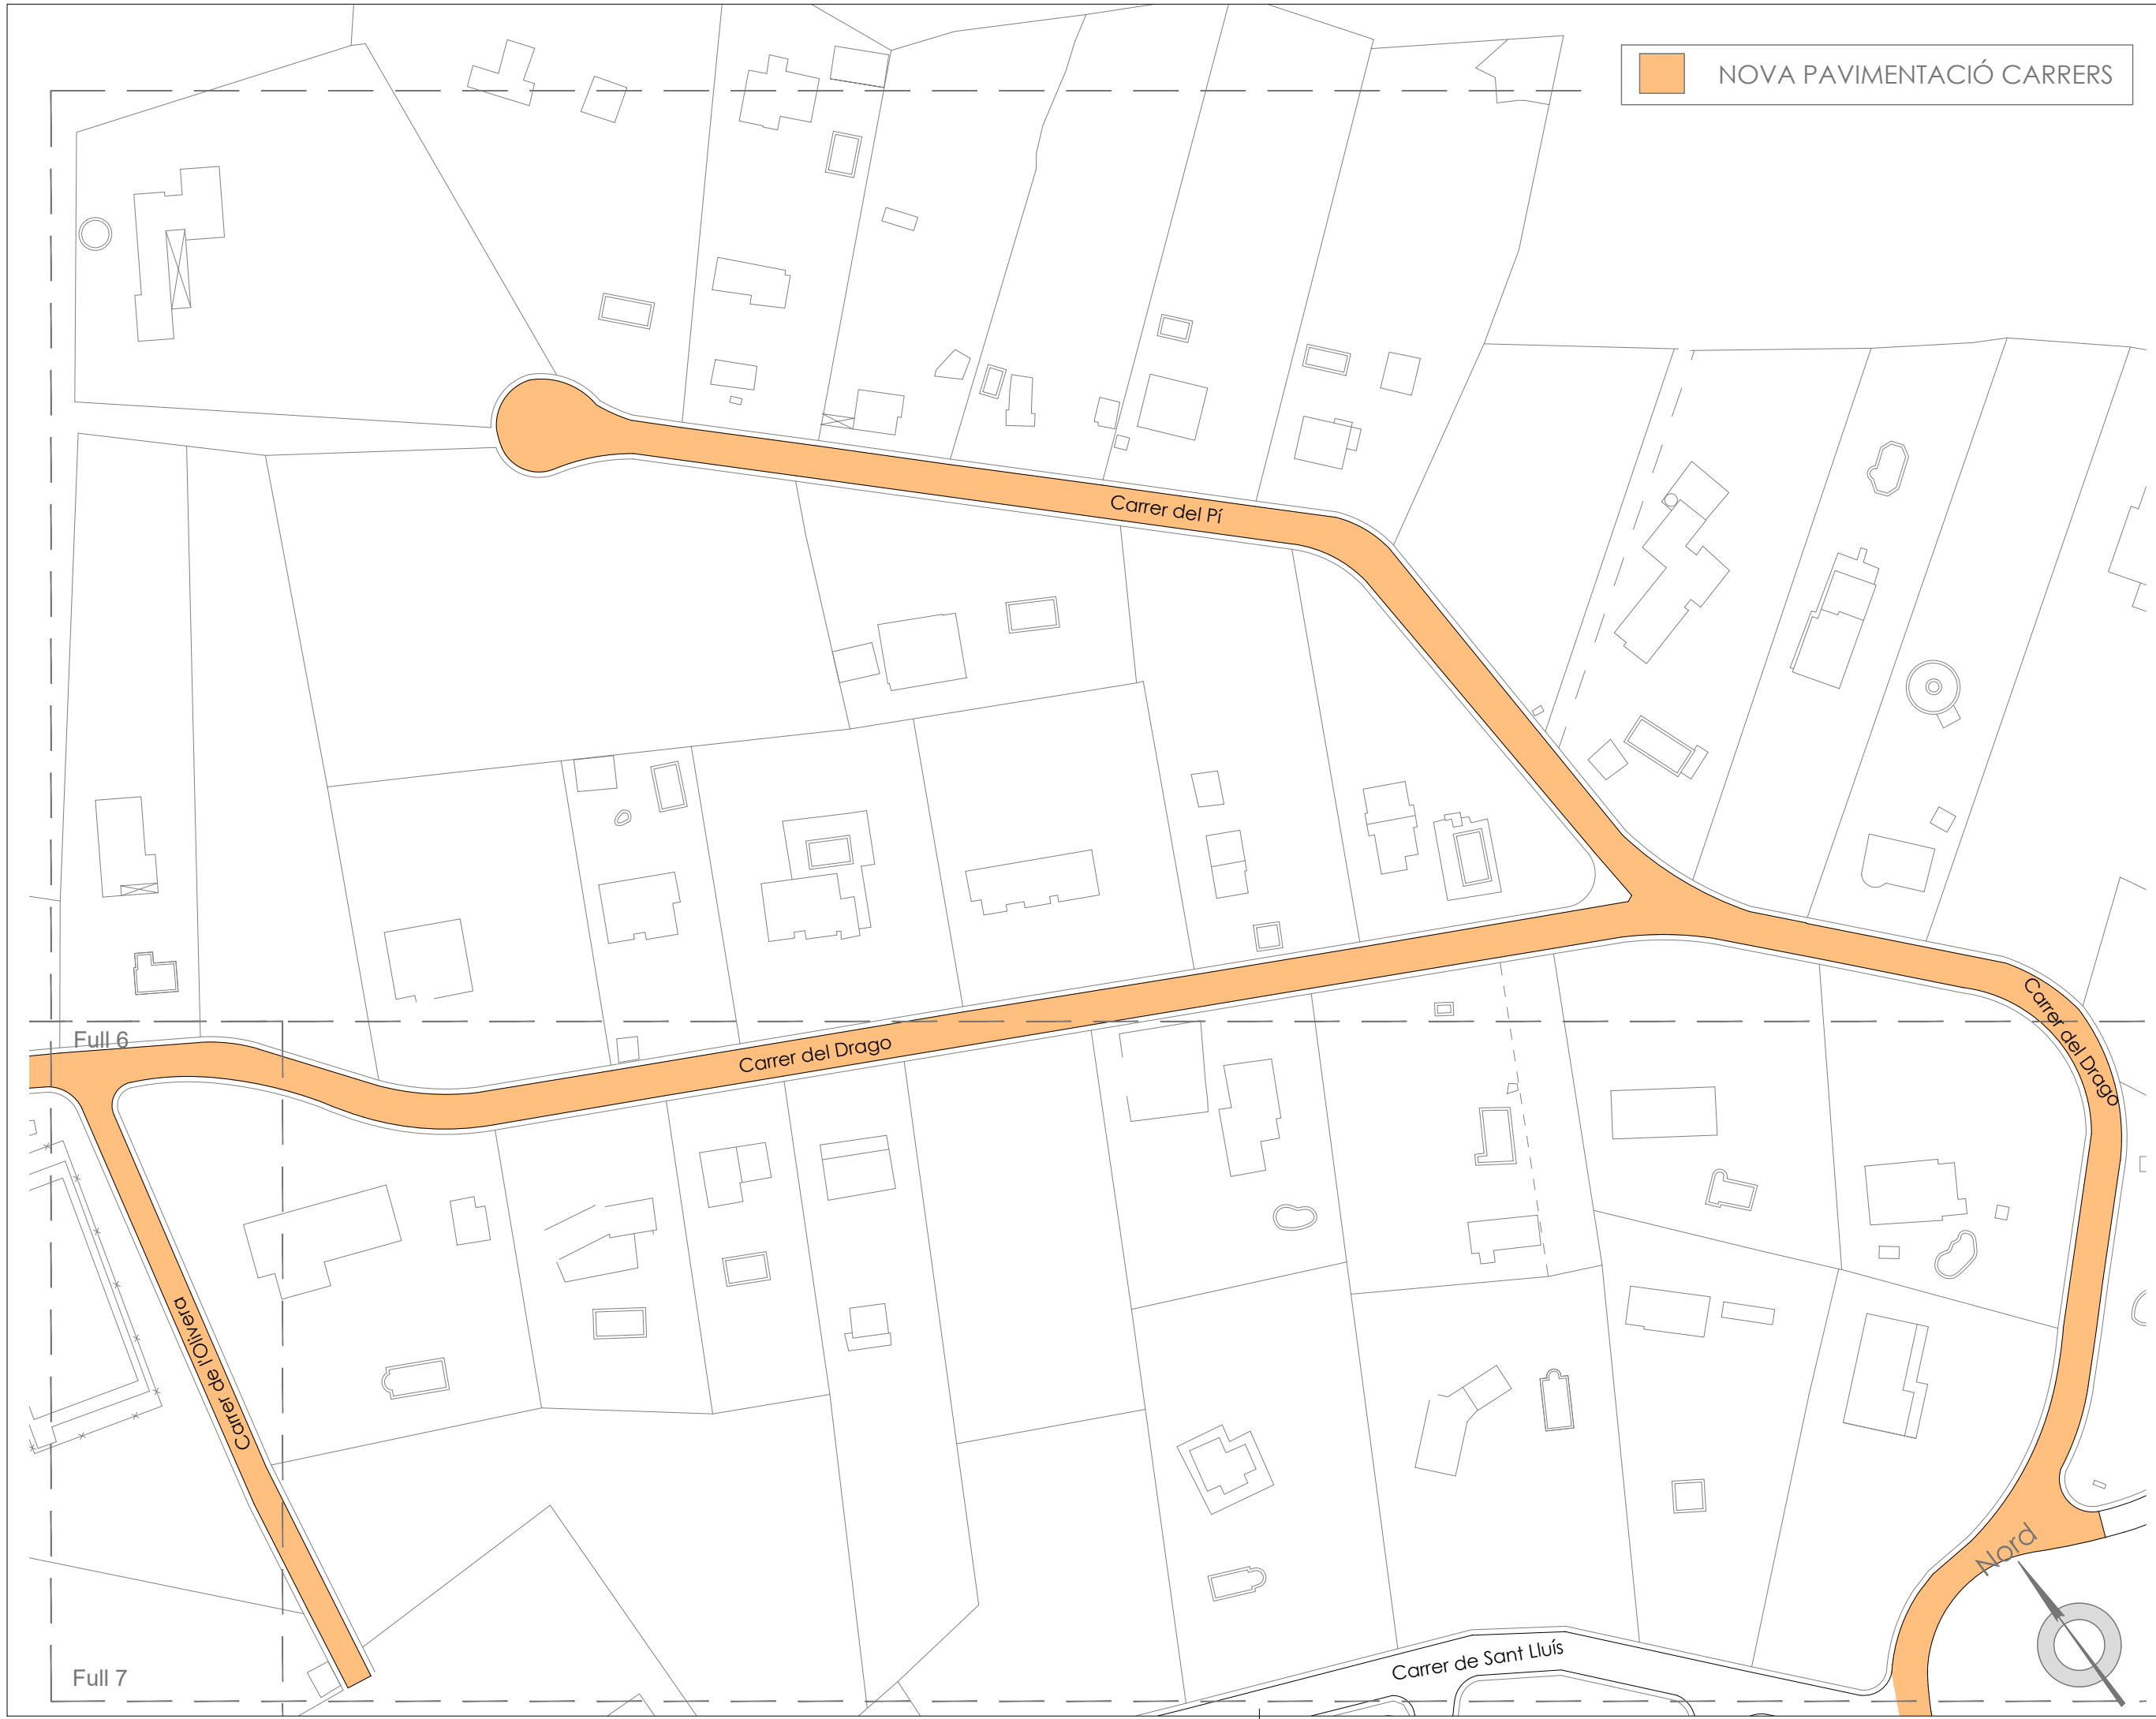 NOVA PAVIMENTACIÓ CARRERS
Carrer del Pí
Carrer del Drago
Full 6
Carrer del Drago
Carrer de l'Olivera
Nord
Carrer de Sant Lluís
Full 7